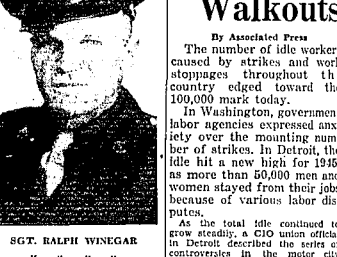 Walkouts
By Associated Press
The number of idle worker
caused by strikes and work
stoppages throughout th
country edged toward the
100,000 mark today.
In Washington, governmen
labor agencies expressed anx
iety over the mounting num
ber of strikes. In Detroit, the
idle hit a new high for 1945
as more than 50,000 men and
women stayed from their jobs
because of various labor dis
putes.
As the total idle continued to
grow steadily, a CIO union official
in Detroit described the series of
controversies in the motor city
SGT. RALPH WINEGAR